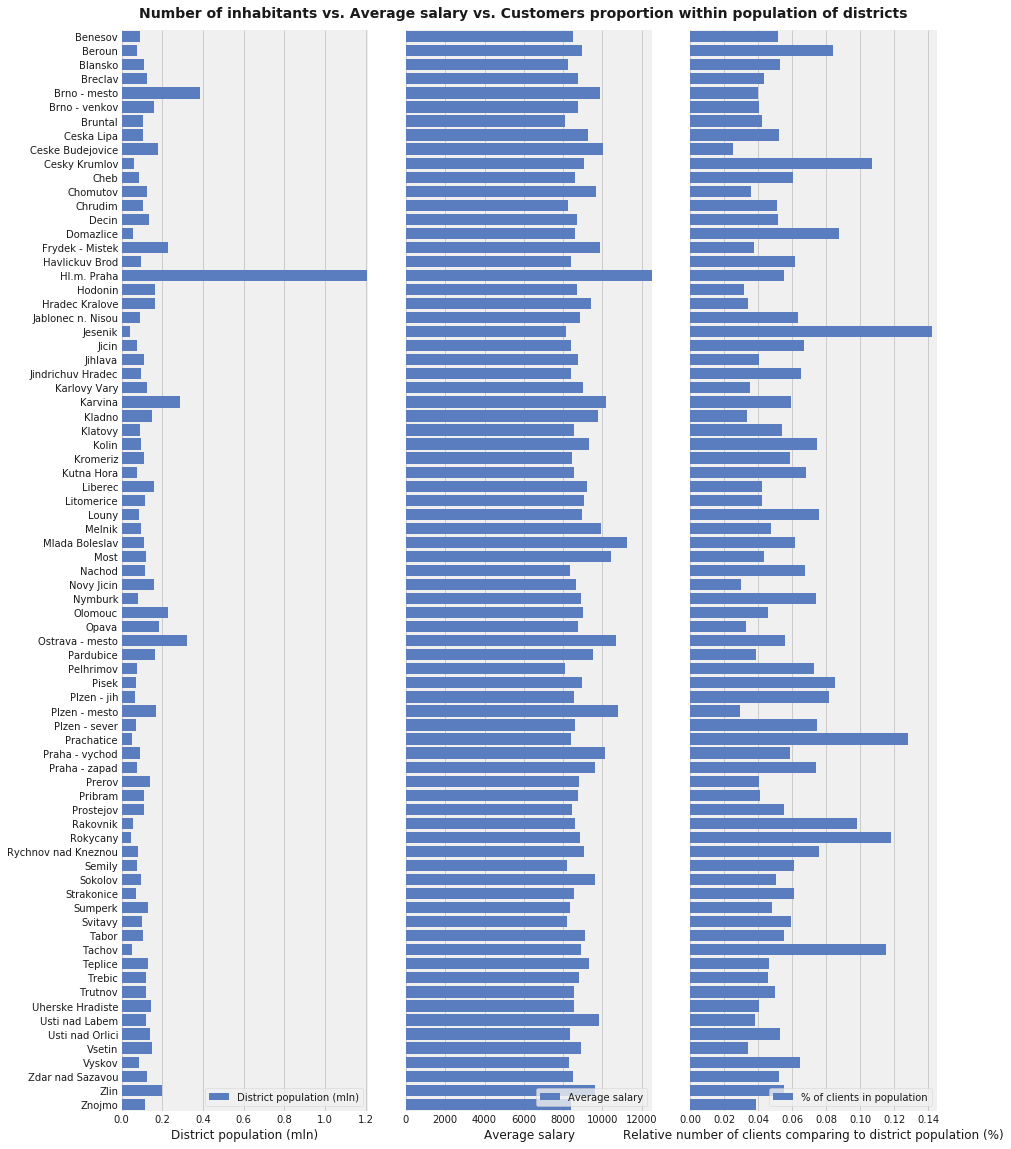 Number of inhabitants vs. Average salary vs. Customers proportion within population of districts
Benesov
Beroun
Blansko
Breclav
Brno - mesto
Brno - venkov
Bruntal
Ceska Lipa
Ceske Budejovice
Cesky Krumlov
Cheb
Chomutov
Chrudim
Decin
Domazlice
Frydek - Mistek
Havlickuv Brod
Hl.m. Praha
Hodonin
Hradec Kralove
Jablonec n. Nisou
Jesenik
Jicin
Jihlava
Jindrichuv Hradec
Karlovy Vary
Karvina
Kladno
Klatovy
Kolin
Kromeriz
Kutna Hora
Liberec
Litomerice
Louny
Melnik
Mlada Boleslav
Most
Nachod
Novy Jicin
Nymburk
Olomouc
Opava
Ostrava - mesto
Pardubice
Pelhrimov
Pisek
Plzen - jih
Plzen - mesto
Plzen - sever
Prachatice
Praha - vychod
Praha - zapad
Prerov
Pribram
Prostejov
Rakovnik
Rokycany
Rychnov nad Kneznou
Semily
Sokolov
Strakonice
Sumperk
Svitavy
Tabor
Tachov
Teplice
Trebic
Trutnov
Uherske Hradiste
Usti nad Labem
Usti nad Orlici
Vsetin
Vyskov
Zdar nad Sazavou
Zlin
Znojmo
District population (mln)
0.0 0.2 0.4 0.6 0.8 1.0 1.2
District population (mln)
Average salary
0 2000 4000 6000 8000 10000 12000
Average salary
% of clients in population
0.00 0.02 0.04 0.06 0.08 0.10 0.12 0.14
Relative number of clients comparing to district population (%)